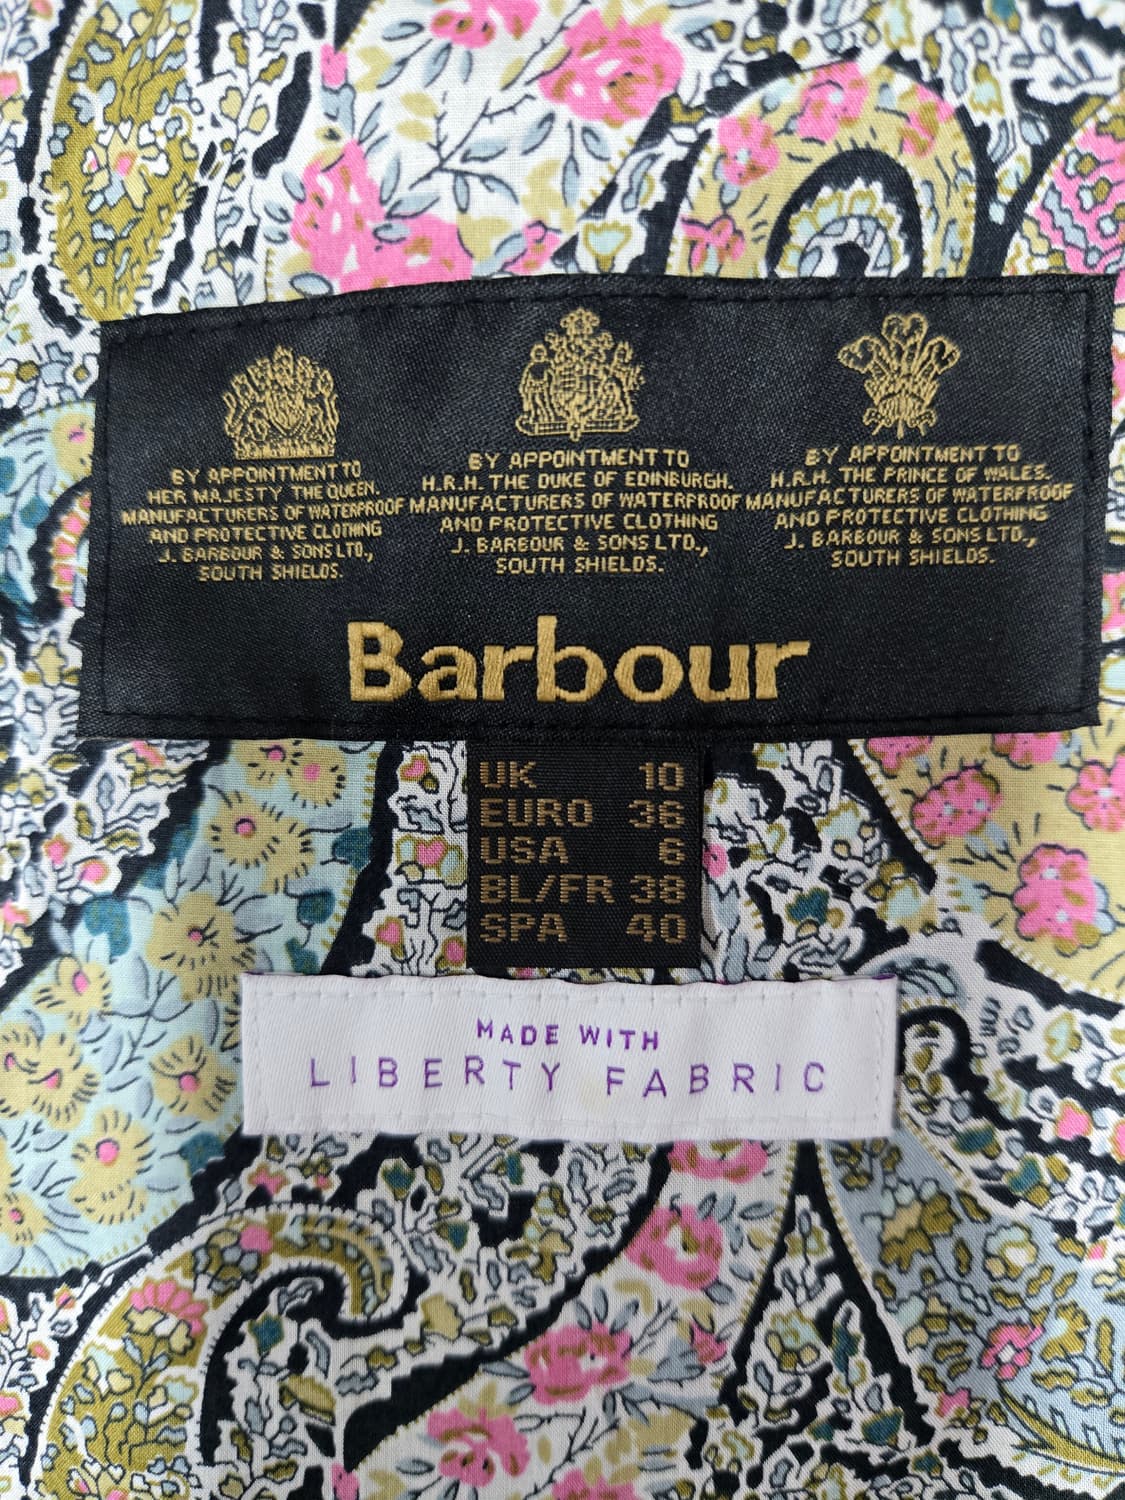 BY APPOINTMENT TO
HER MAJESTY THE QUEEN.
MANUFACTURERS OF WATERPROOF
AND PROTECTIVE CLOTHING
J. BARBOUR & SONS LTD.,
SOUTH SHIELDS.
BY APPOINTMENT TO
H.R.H. THE DUKE OF EDINBURGH.
MANUFACTURERS OF WATERPROOF
AND PROTECTIVE CLOTHING
J. BARBOUR & SONS LTD.,
SOUTH SHIELDS.
BY APPOINTMENT TO
H.R.H. THE PRINCE OF WALES.
MANUFACTURERS OF WATERPROOF
AND PROTECTIVE CLOTHING
J. BARBOUR & SONS LTD.,
SOUTH SHIELDS.
Barbour
UK 10
EURO 36
USA 6
BL/FR 38
SPA 40
MADE WITH
LIBERTY FABRIC